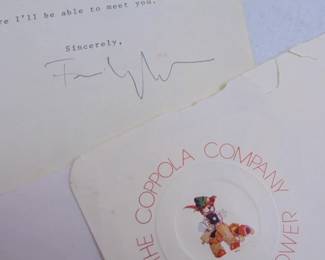 re I'll be able to meet you.
Sincerely,
THE COPPOLA COMPANY
OWER